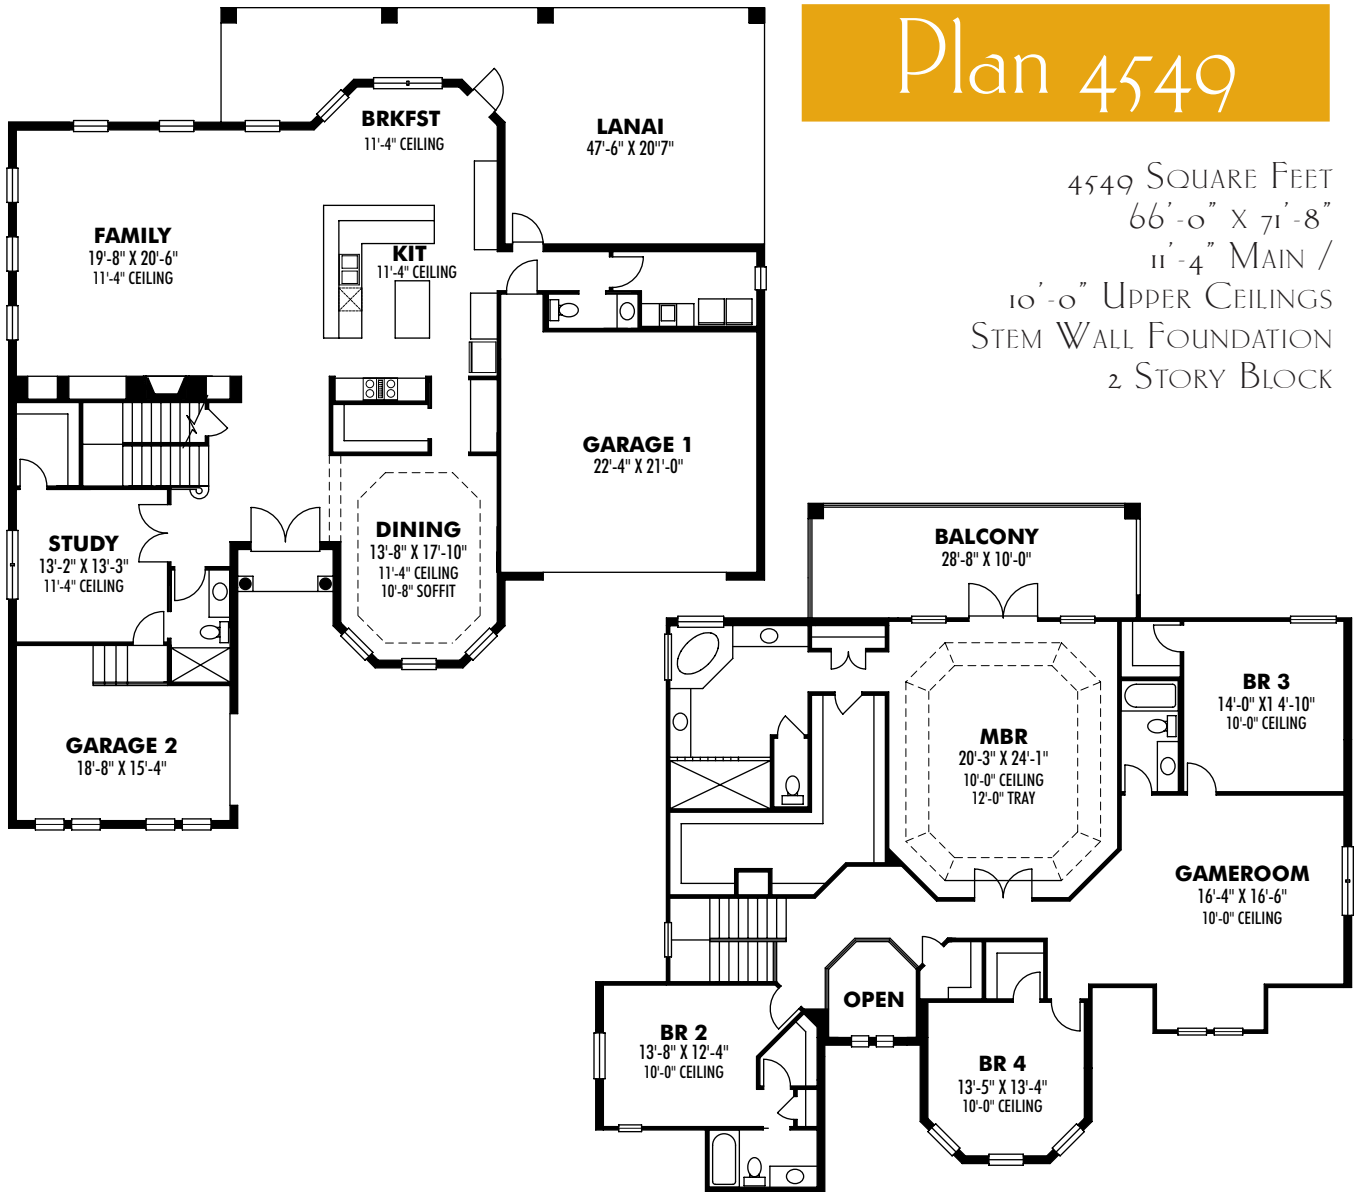 Plan 4549
4549 Square Feet
66'-0" x 71'-8"
11'-4" Main /
10'-0" Upper Ceilings
Stem Wall Foundation
2 Story Block
BRKFST
11'-4" CEILING
LANAI
47'-6" X 20"7"
FAMILY
19'-8" X 20'-6"
11'-4" CEILING
KIT
11'-4" CEILING
GARAGE 1
22'-4" X 21'-0"
DINING
13'-8" X 17'-10"
11'-4" CEILING
10'-8" SOFFIT
STUDY
13'-2" X 13'-3"
11'-4" CEILING
GARAGE 2
18'-8" X 15'-4"
BALCONY
28'-8" X 10'-0"
BR 3
14'-0" X1 4'-10"
10'-0" CEILING
MBR
20'-3" X 24'-1"
10'-0" CEILING
12'-0" TRAY
GAMEROOM
16'-4" X 16'-6"
10'-0" CEILING
OPEN
BR 2
13'-8" X 12'-4"
10'-0" CEILING
BR 4
13'-5" X 13'-4"
10'-0" CEILING